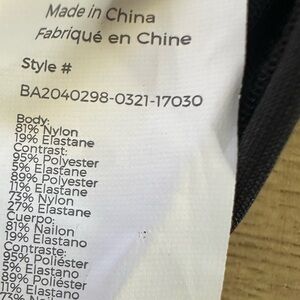 Made in China
Fabriqué en Chine
Style #
BA2040298-0321-17030
Body:
81% Nylon
19% Elastane
Contrast:
95% Polyester
5% Elastane
89% Polyester
11% Elastane
73% Nylon
27% Elastane
Cuerpo:
81% Nailon
19% Elastano
Contraste:
95% Poliéster
5% Elastano
89% Poliéster
11% Elastano
73% Nailon